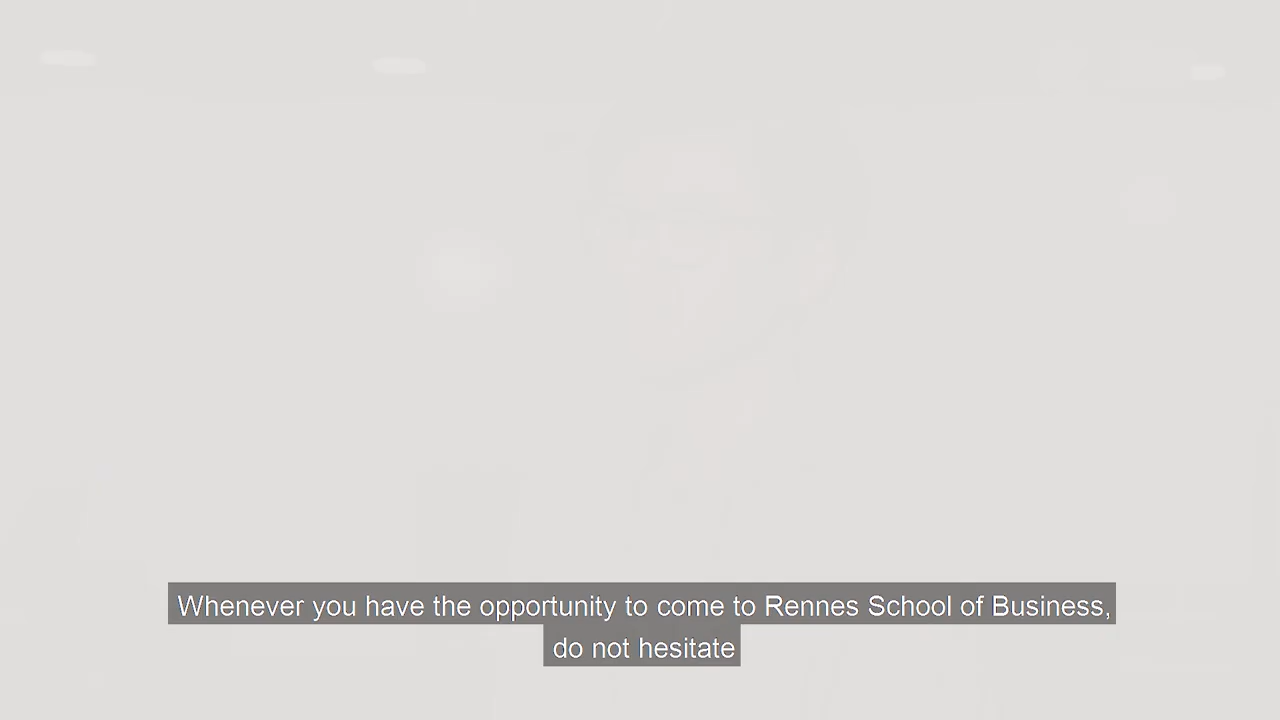 Whenever you have the opportunity to come to Rennes School of Business,
do not hesitate